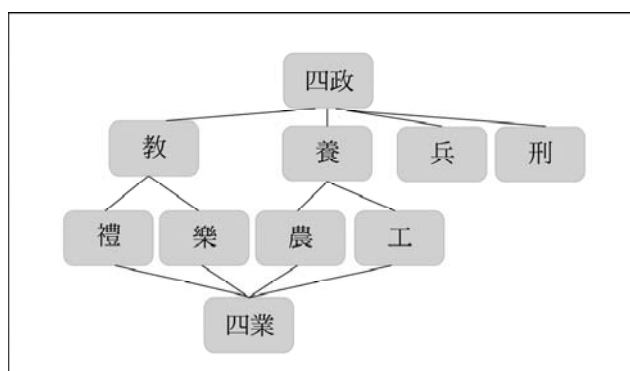 四政
教 養 兵 刑
禮 樂 農 工
四業